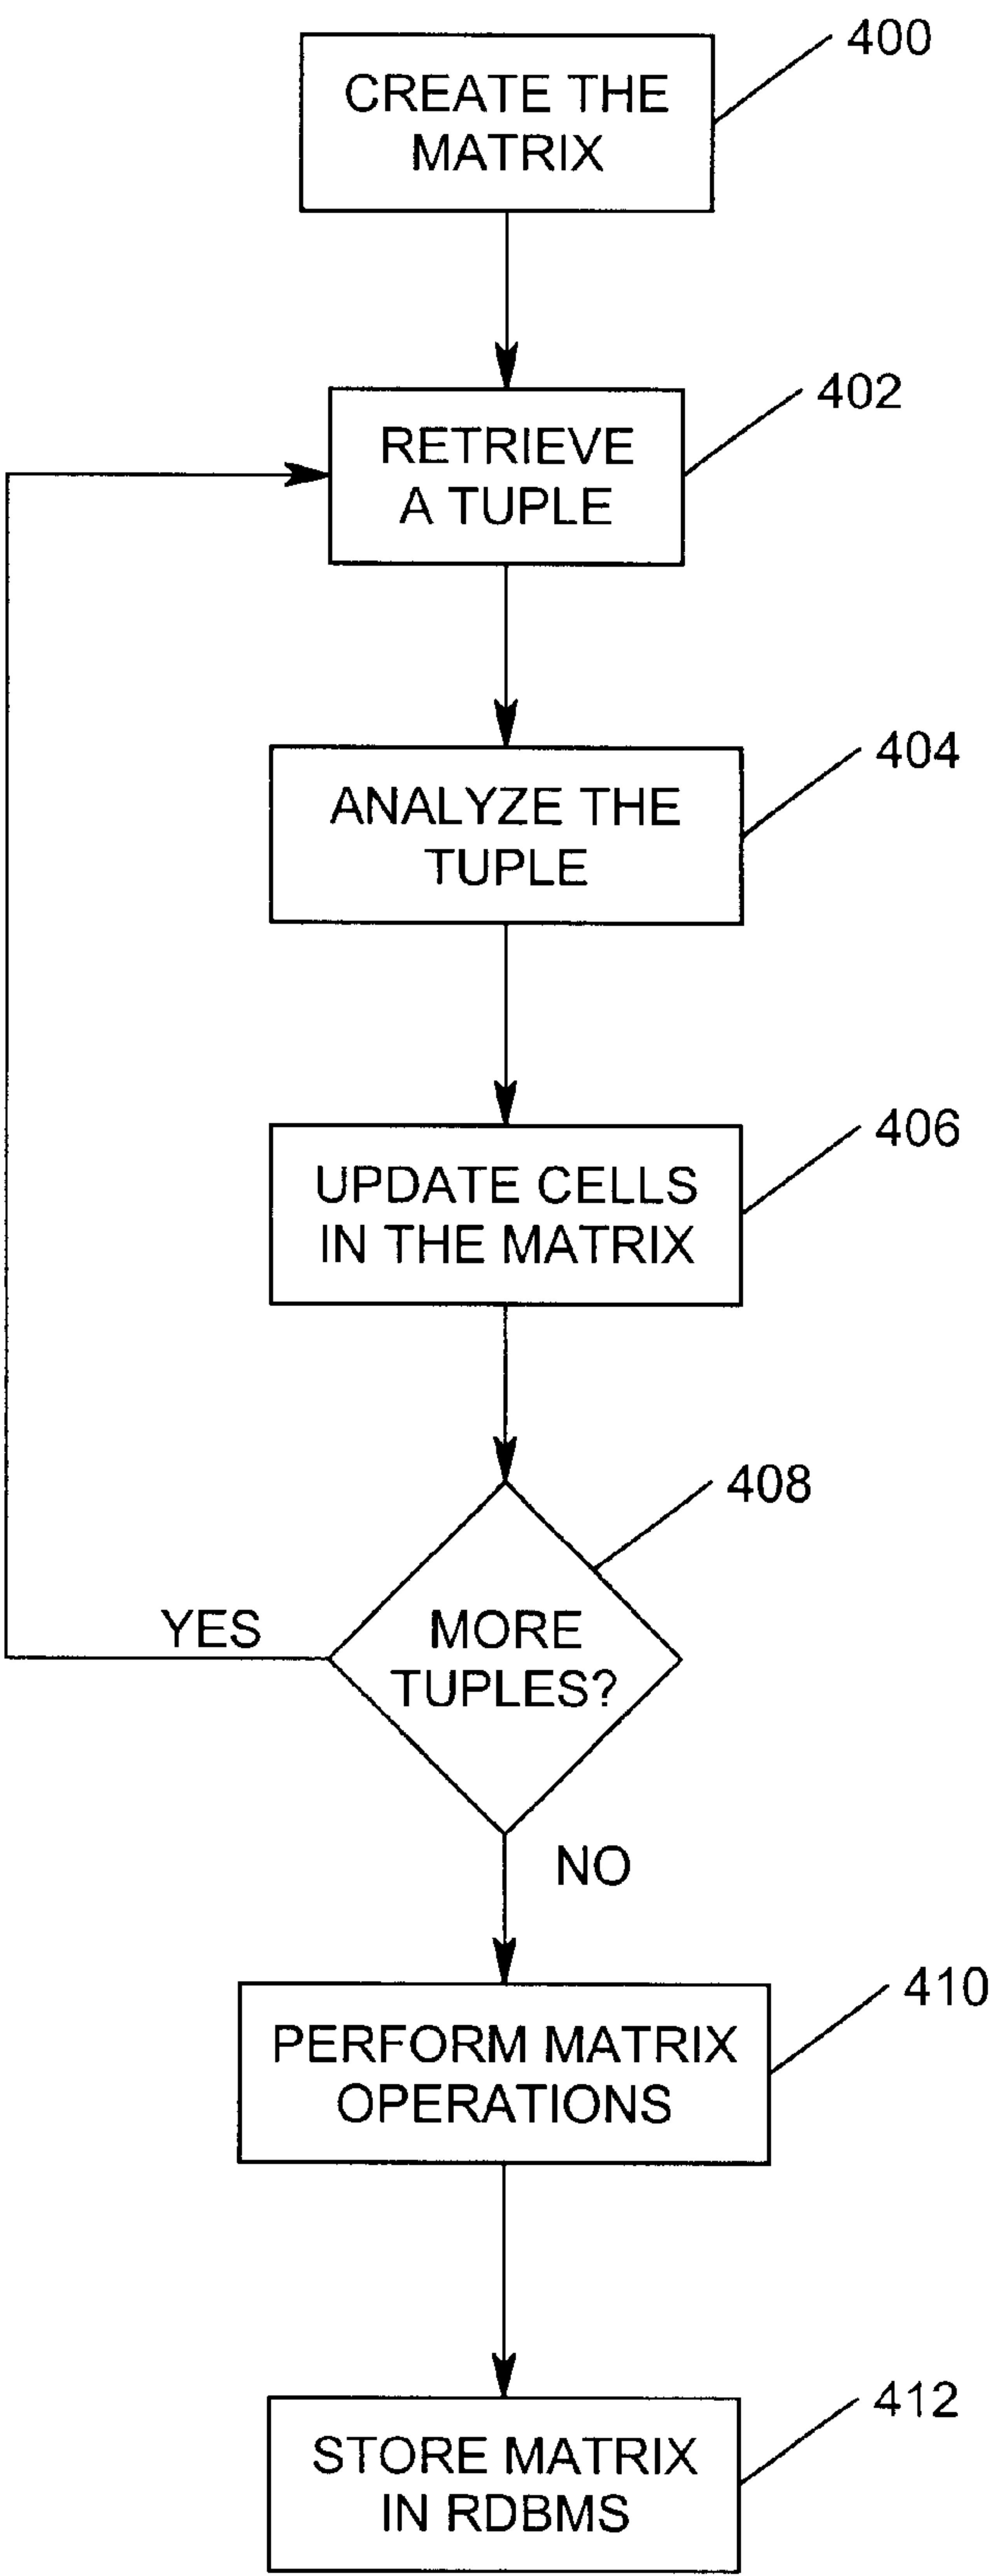 400
CREATE THE
MATRIX
402
RETRIEVE
A TUPLE
404
ANALYZE THE
TUPLE
406
UPDATE CELLS
IN THE MATRIX
408
YES
MORE
TUPLES?
NO
410
PERFORM MATRIX
OPERATIONS
412
STORE MATRIX
IN RDBMS